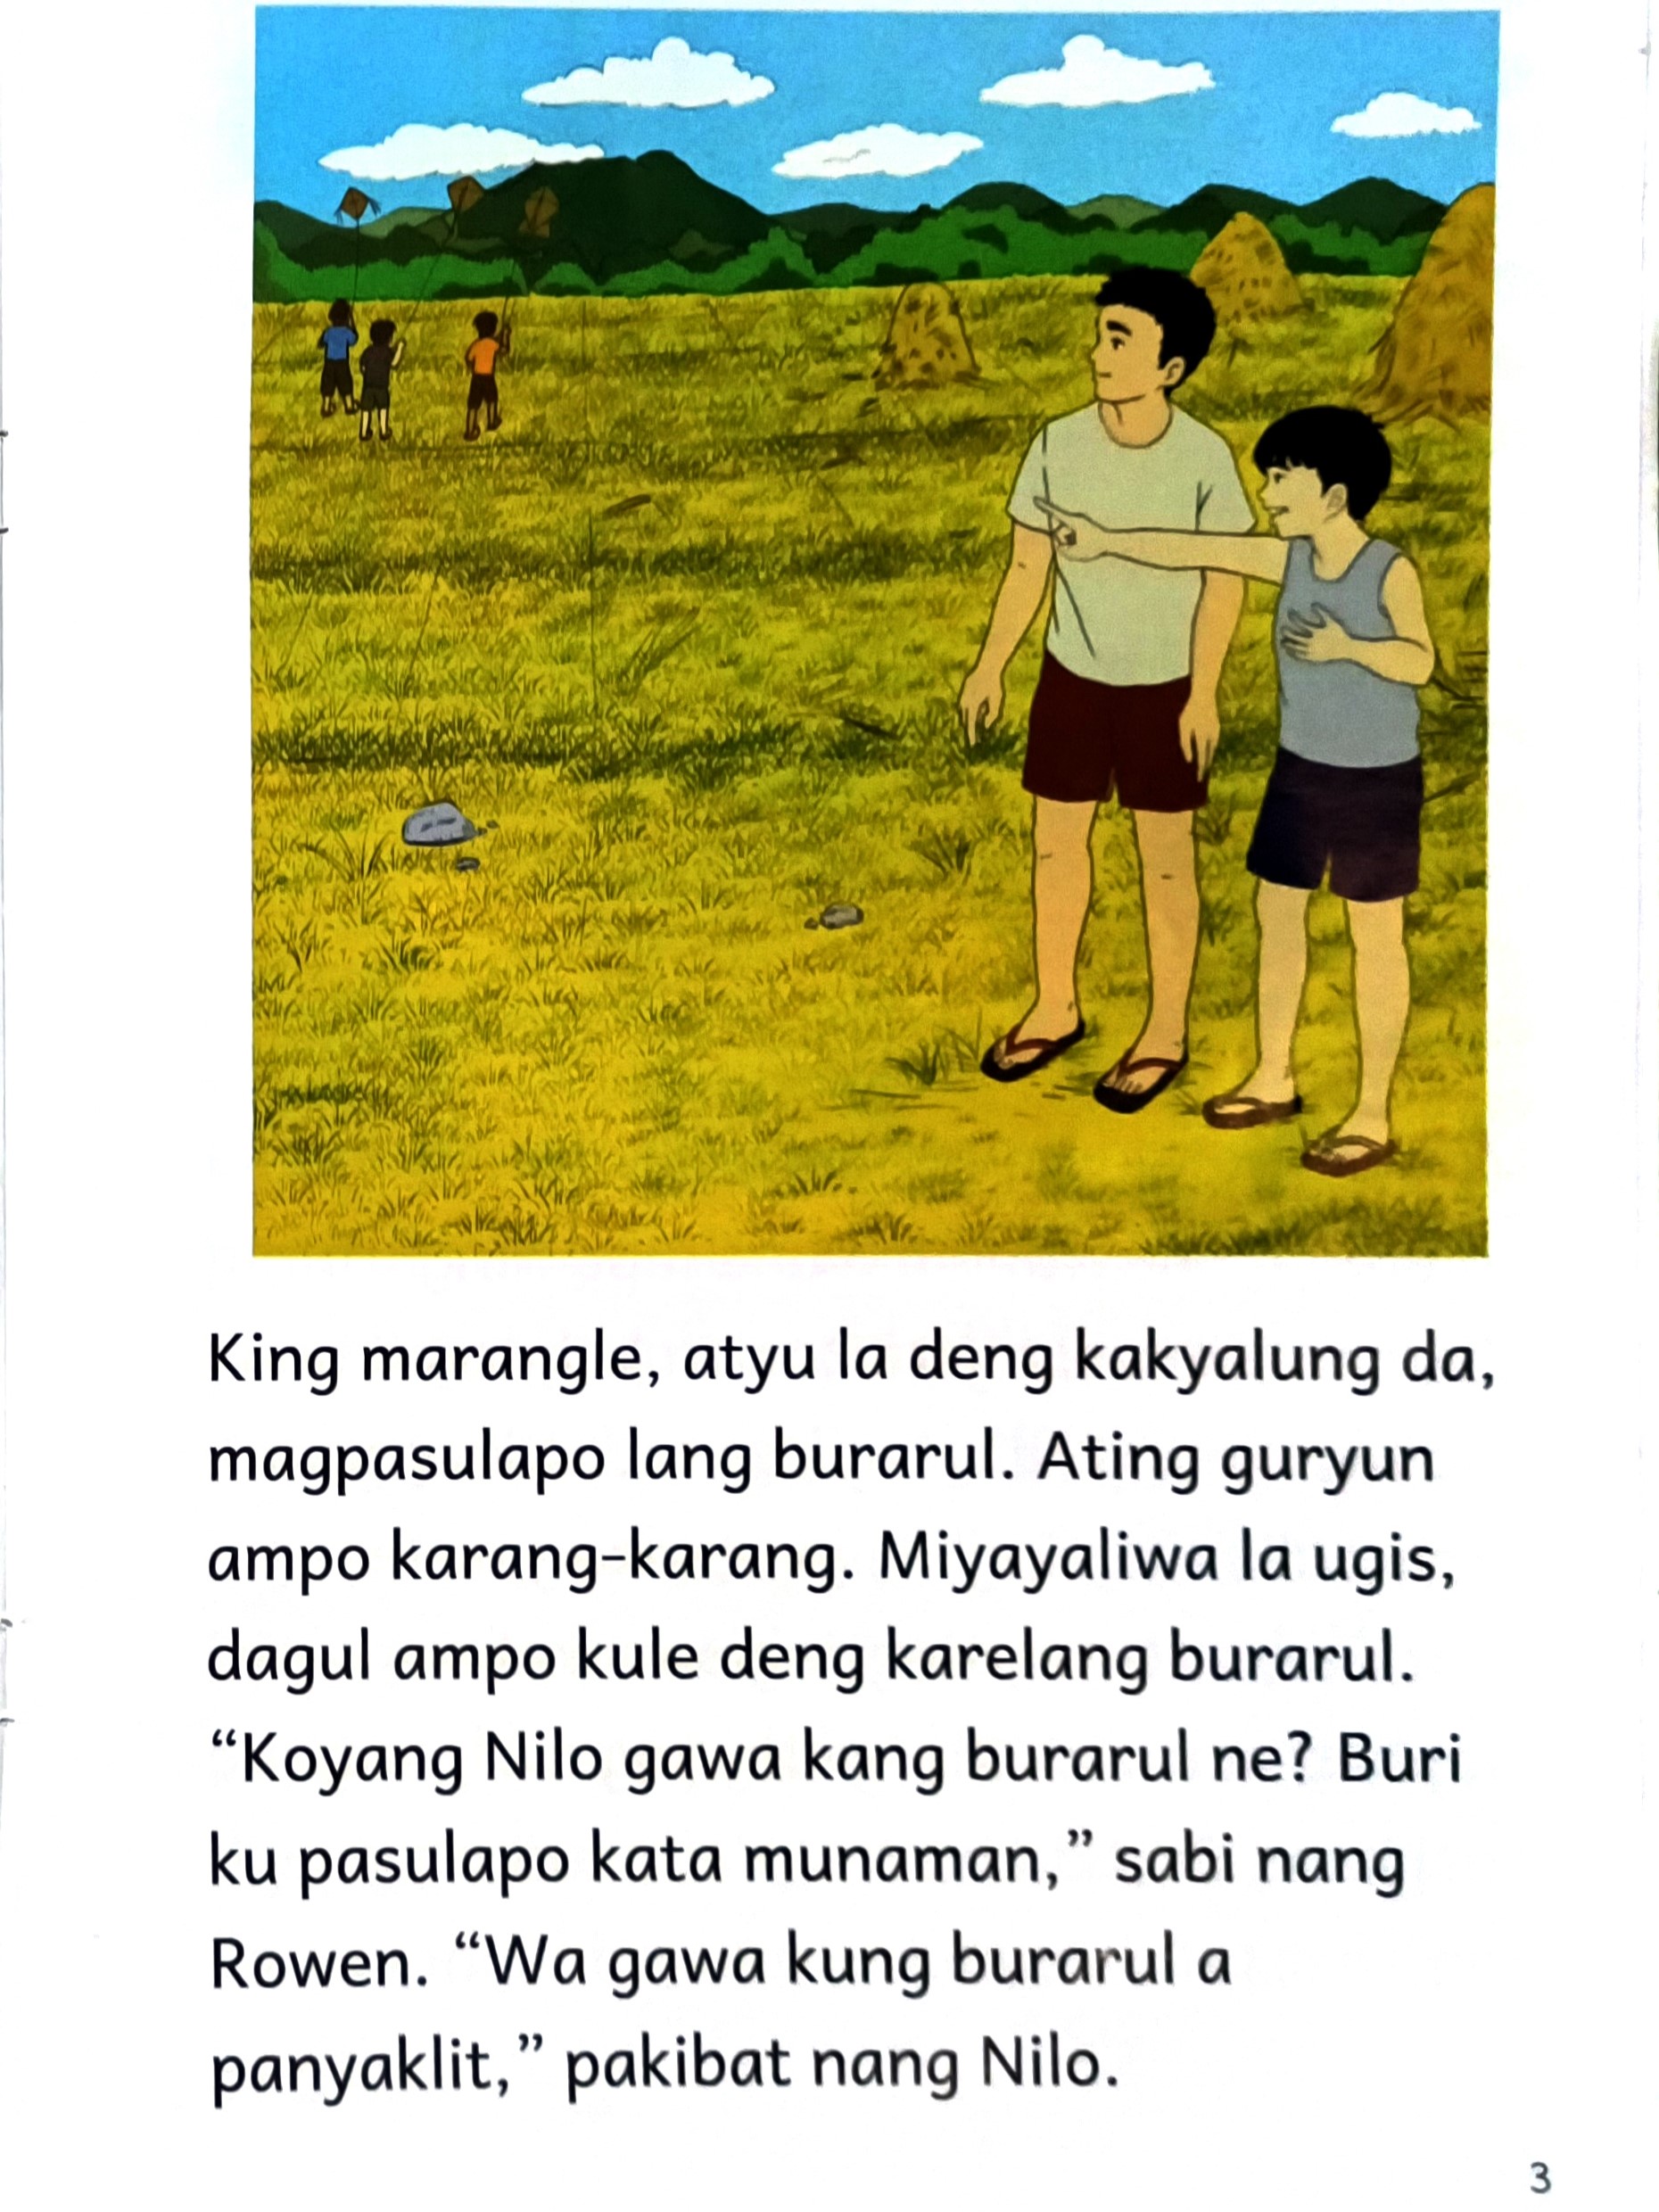 King marangle, atyu la deng kakyalung da,
magpasulapo lang burarul. Ating guryun
ampo karang-karang. Miyayaliwa la ugis,
dagul ampo kule deng karelang burarul.
“Koyang Nilo gawa kang burarul ne? Buri
ku pasulapo kata munaman,” sabi nang
Rowen. “Wa gawa kung burarul a
panyaklit,” pakibat nang Nilo.
3